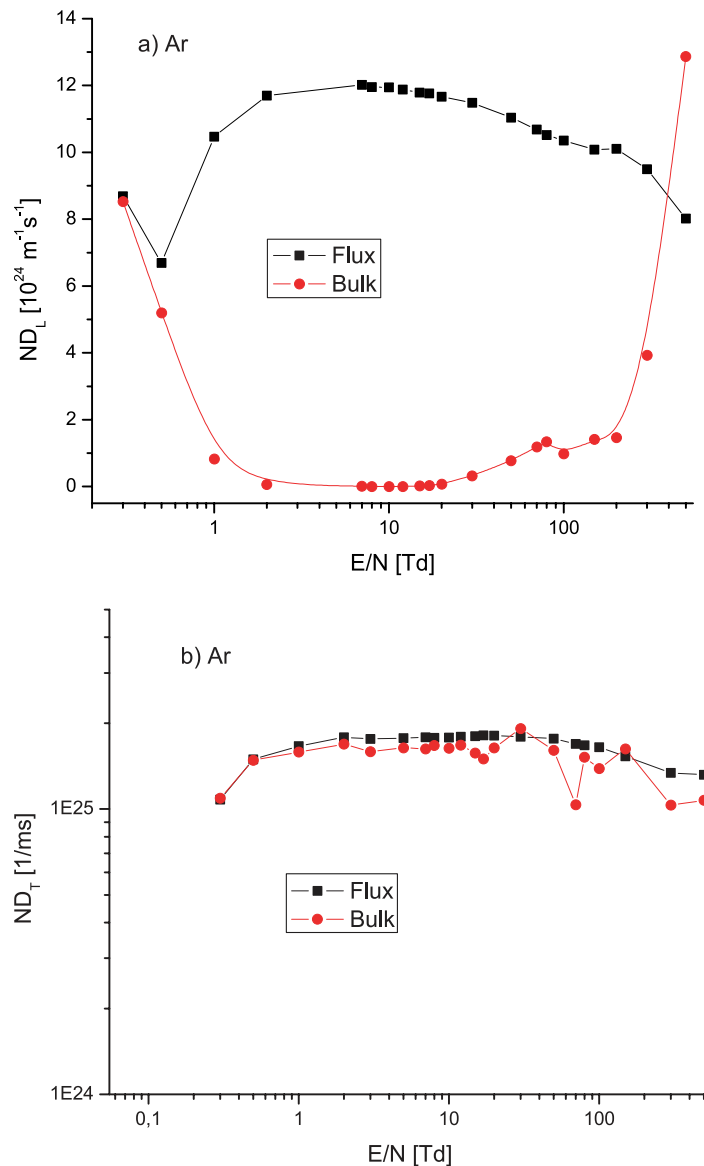 a) Ar
14
12
10
8
6
4
2
0
ND_L [10^24 m^-1 s^-1]
Flux
Bulk
1 10 100
E/N [Td]
b) Ar
1E25
1E24
ND_T [1/ms]
Flux
Bulk
0,1 1 10 100
E/N [Td]